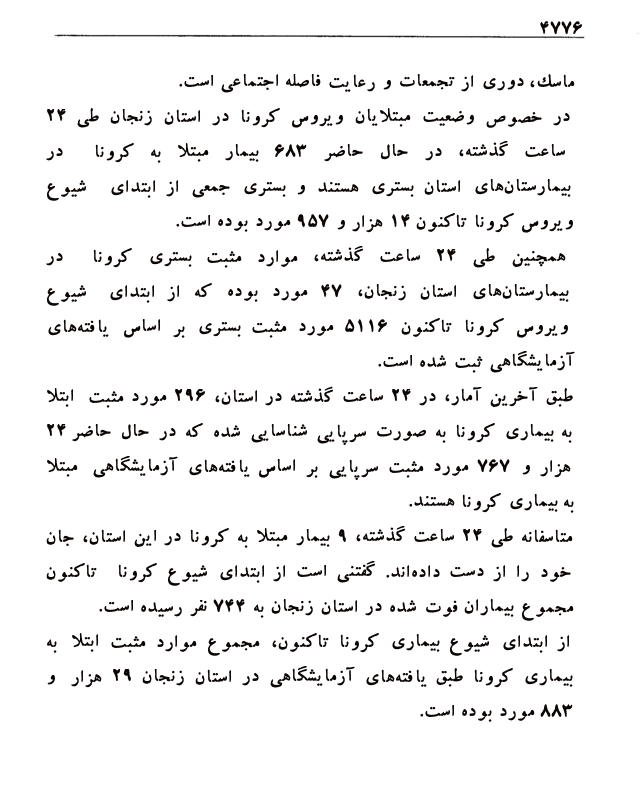 ۴۷۷۶
ماسك، دوری از تجمعات و رعایت فاصله اجتماعی است.
در خصوص وضعیت مبتلایان ویروس کرونا در استان زنجان طی ۲۴
ساعت گذشته، در حال حاضر ۶۸۳ بیمار مبتلا به کرونا در
بیمارستان‌های استان بستری هستند و بستری جمعی از ابتدای شیوع
ویروس کرونا تاکنون ۱۴ هزار و ۹۵۷ مورد بوده است.
همچنین طی ۲۴ ساعت گذشته، موارد مثبت بستری کرونا در
بیمارستان‌های استان زنجان، ۴۷ مورد بوده که از ابتدای شیوع
ویروس کرونا تاکنون ۵۱۱۶ مورد مثبت بستری بر اساس یافته‌های
آزمایشگاهی ثبت شده است.
طبق آخرین آمار، در ۲۴ ساعت گذشته در استان، ۲۹۶ مورد مثبت ابتلا
به بیماری کرونا به صورت سرپایی شناسایی شده که در حال حاضر ۲۴
هزار و ۷۶۷ مورد مثبت سرپایی بر اساس یافته‌های آزمایشگاهی مبتلا
به بیماری کرونا هستند.
متاسفانه طی ۲۴ ساعت گذشته، ۹ بیمار مبتلا به کرونا در این استان، جان
خود را از دست داده‌اند. گفتنی است از ابتدای شیوع کرونا تاکنون
مجموع بیماران فوت شده در استان زنجان به ۷۴۴ نفر رسیده است.
از ابتدای شیوع بیماری کرونا تاکنون، مجموع موارد مثبت ابتلا به
بیماری کرونا طبق یافته‌های آزمایشگاهی در استان زنجان ۲۹ هزار و
۸۸۳ مورد بوده است.